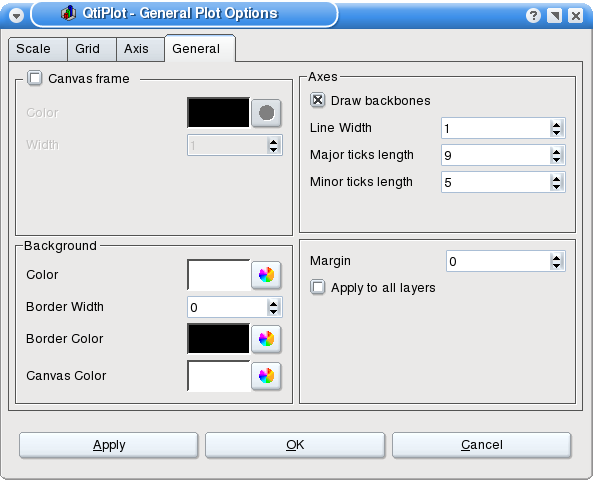 QtiPlot - General Plot Options
Scale Grid Axis General
Canvas frame
Color
Width 1
Axes
Draw backbones
Line Width 1
Major ticks length 9
Minor ticks length 5
Background
Color
Border Width 0
Border Color
Canvas Color
Margin 0
Apply to all layers
Apply OK Cancel